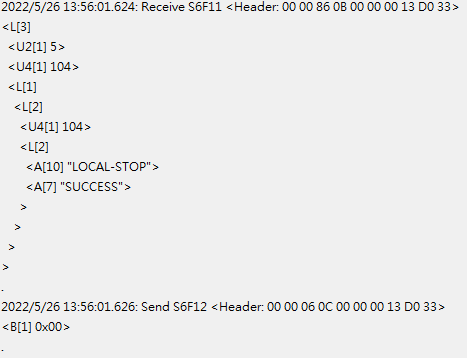 2022/5/26 13:56:01.624: Receive S6F11 <Header: 00 00 86 0B 00 00 00 13 D0 33>
<L[3]
<U2[1] 5>
<U4[1] 104>
<L[1]
<L[2]
<U4[1] 104>
<L[2]
<A[10] "LOCAL-STOP">
<A[7] "SUCCESS">
>
>
>
>
.
2022/5/26 13:56:01.626: Send S6F12 <Header: 00 00 06 0C 00 00 00 13 D0 33>
<B[1] 0x00>
.